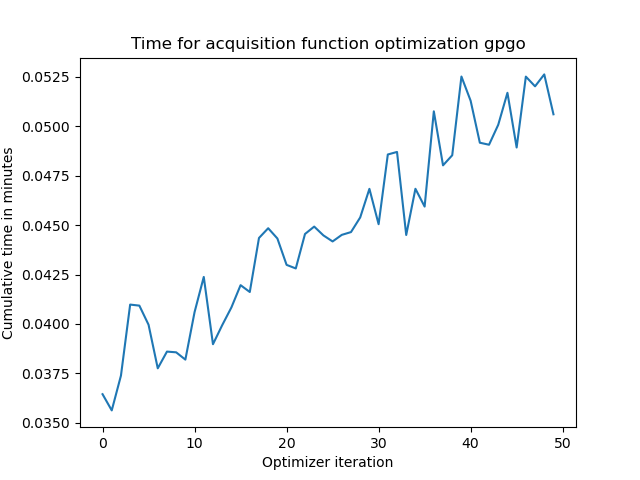 Time for acquisition function optimization gpgo
Cumulative time in minutes
0.0525
0.0500
0.0475
0.0450
0.0425
0.0400
0.0375
0.0350
0 10 20 30 40 50
Optimizer iteration